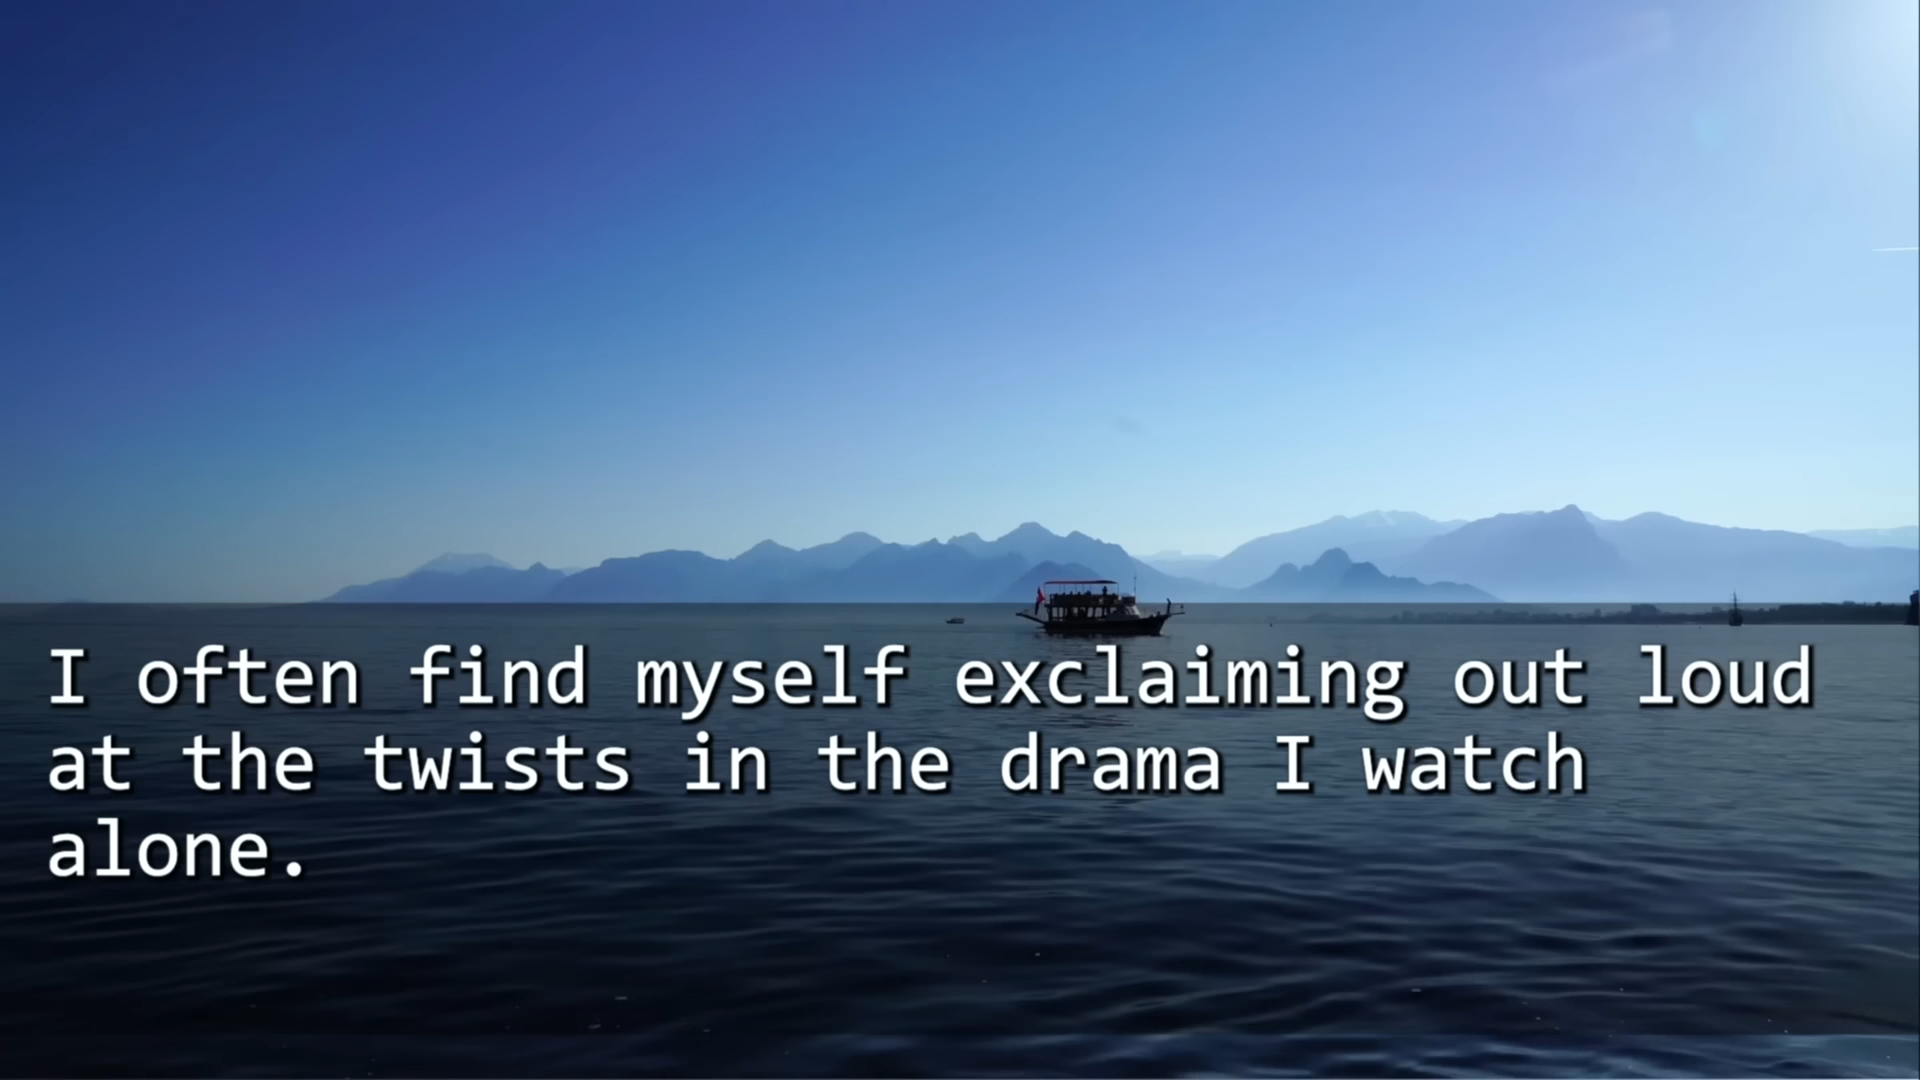 I often find myself exclaiming out loud
at the twists in the drama I watch
alone.